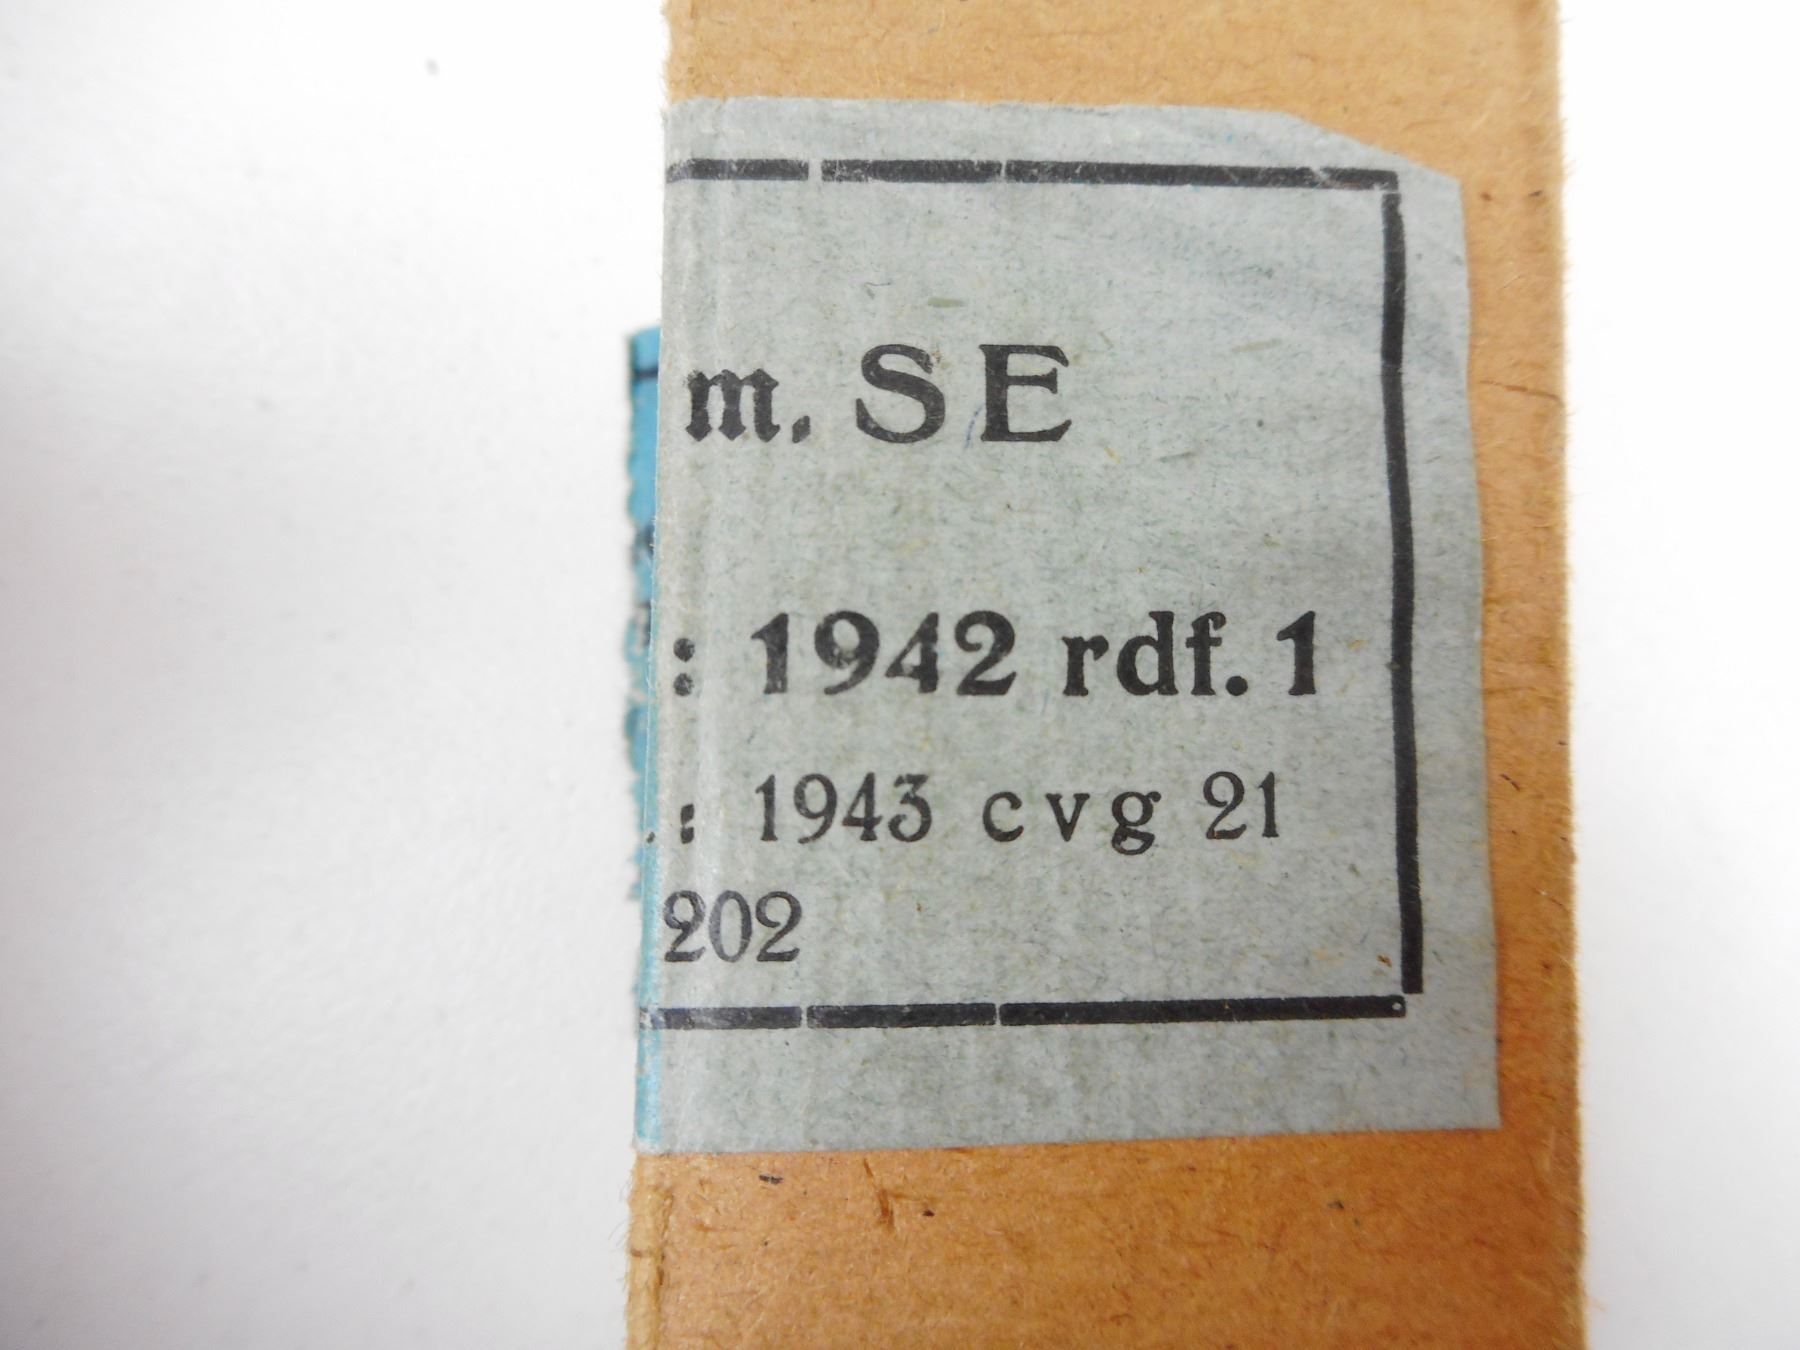 m. SE
: 1942 rdf. 1
.: 1943 cvg 21
202